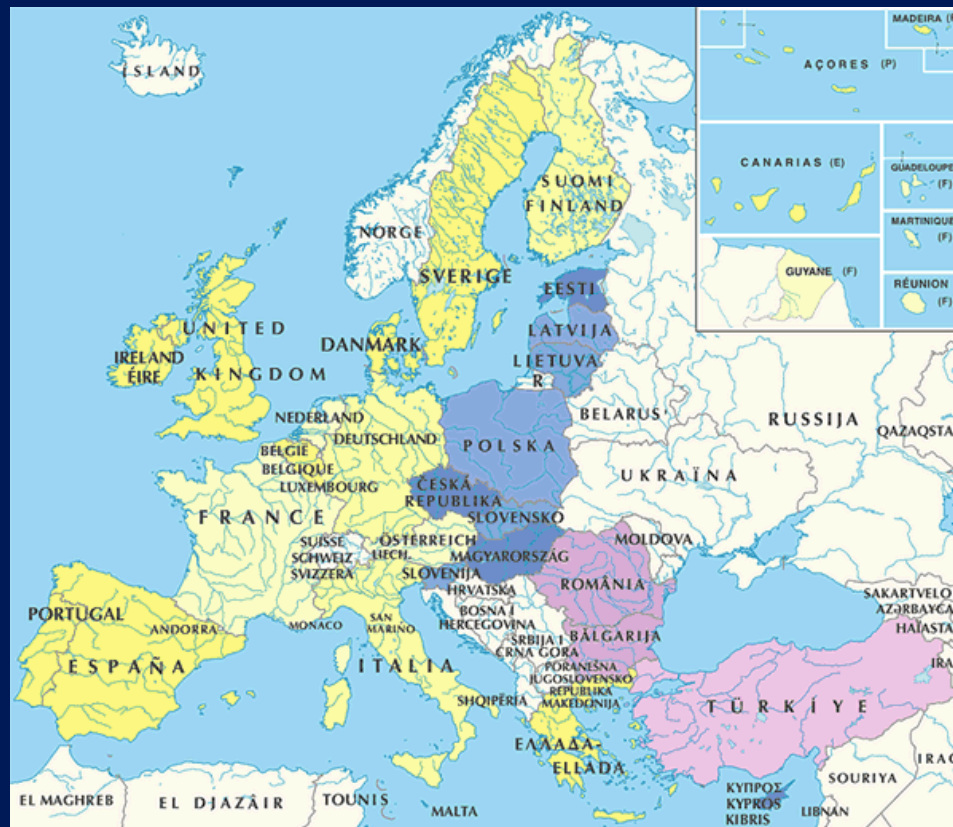 ÍSLAND
MADEIRA (P
AÇORES (P)
CANARIAS (E)
GUADELOUPE
(F)
MARTINIQUE
(F)
GUYANE (F)
RÉUNION
(F)
SUOMI
FINLAND
NORGE
SVERIGE
EESTI
LATVIJA
LIETUVA
R
UNITED
KINGDOM
IRELAND
ÉIRE
DANMARK
BELARUS'
RUSSIJA
QAZAQSTA
NEDERLAND
DEUTSCHLAND
BELGIË
BELGIQUE
LUXEMBOURG
POLSKA
UKRAÏNA
ČESKÁ
REPUBLIKA
SLOVENSKO
FRANCE
SUISSE
SCHWEIZ
SVIZZERA
ÖSTERREICH
LIECH.
MAGYARORSZÁG
MOLDOVA
SLOVENIJA
HRVATSKA
ROMÂNIA
BOSNA I
HERCEGOVINA
SAKARTVELO
AZƏRBAYCA
HAÏASTA
PORTUGAL
ESPAÑA
ANDORRA
MONACO
SAN
MARINO
ITALIA
SRBIJA I
CRNA GORA
BĂLGARIJA
PORANEŠNA
JUGOSLOVENSKO
REPUBLIKA
MAKEDONIJA
SHQIPËRIA
TÜRKİYE
IRA
ΕΛΛΑΔΑ-
ELLADA
EL MAGHREB
EL DJAZÂIR
TOUNIS
MALTA
ΚΥΠΡΟΣ
KYPROS
KIBRIS
LIBNÂN
SOURIYA
IRAQ